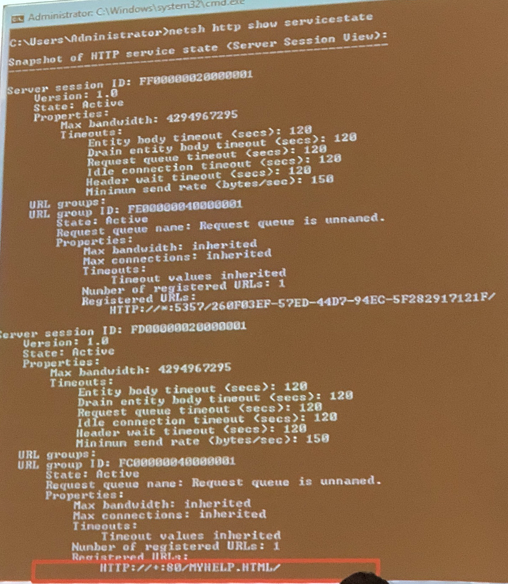 Administrator: C:\Windows\system32\cmd.exe
C:\Users\Administrator>netsh http show servicestate
Snapshot of HTTP service state (Server Session View):
Server session ID: FF00000020000001
Version: 1.0
State: Active
Properties:
Max bandwidth: 4294967295
Timeouts:
Entity body timeout (secs): 120
Drain entity body timeout (secs): 120
Request queue timeout (secs): 120
Idle connection timeout (secs): 120
Header wait timeout (secs): 120
Minimum send rate (bytes/sec): 150
URL groups:
URL group ID: FE00000040000001
State: Active
Request queue name: Request queue is unnamed.
Properties:
Max bandwidth: inherited
Max connections: inherited
Timeouts:
Timeout values inherited
Number of registered URLs: 1
Registered URLs:
HTTP://*:5357/260F03EF-57ED-44D7-94EC-5F282917121F/
Server session ID: FD00000020000001
Version: 1.0
State: Active
Properties:
Max bandwidth: 4294967295
Timeouts:
Entity body timeout (secs): 120
Drain entity body timeout (secs): 120
Request queue timeout (secs): 120
Idle connection timeout (secs): 120
Header wait timeout (secs): 120
Minimum send rate (bytes/sec): 150
URL groups:
URL group ID: FC00000040000001
State: Active
Request queue name: Request queue is unnamed.
Properties:
Max bandwidth: inherited
Max connections: inherited
Timeouts:
Timeout values inherited
Number of registered URLs: 1
Registered URLs:
HTTP://+:80/MYHELP.HTML/